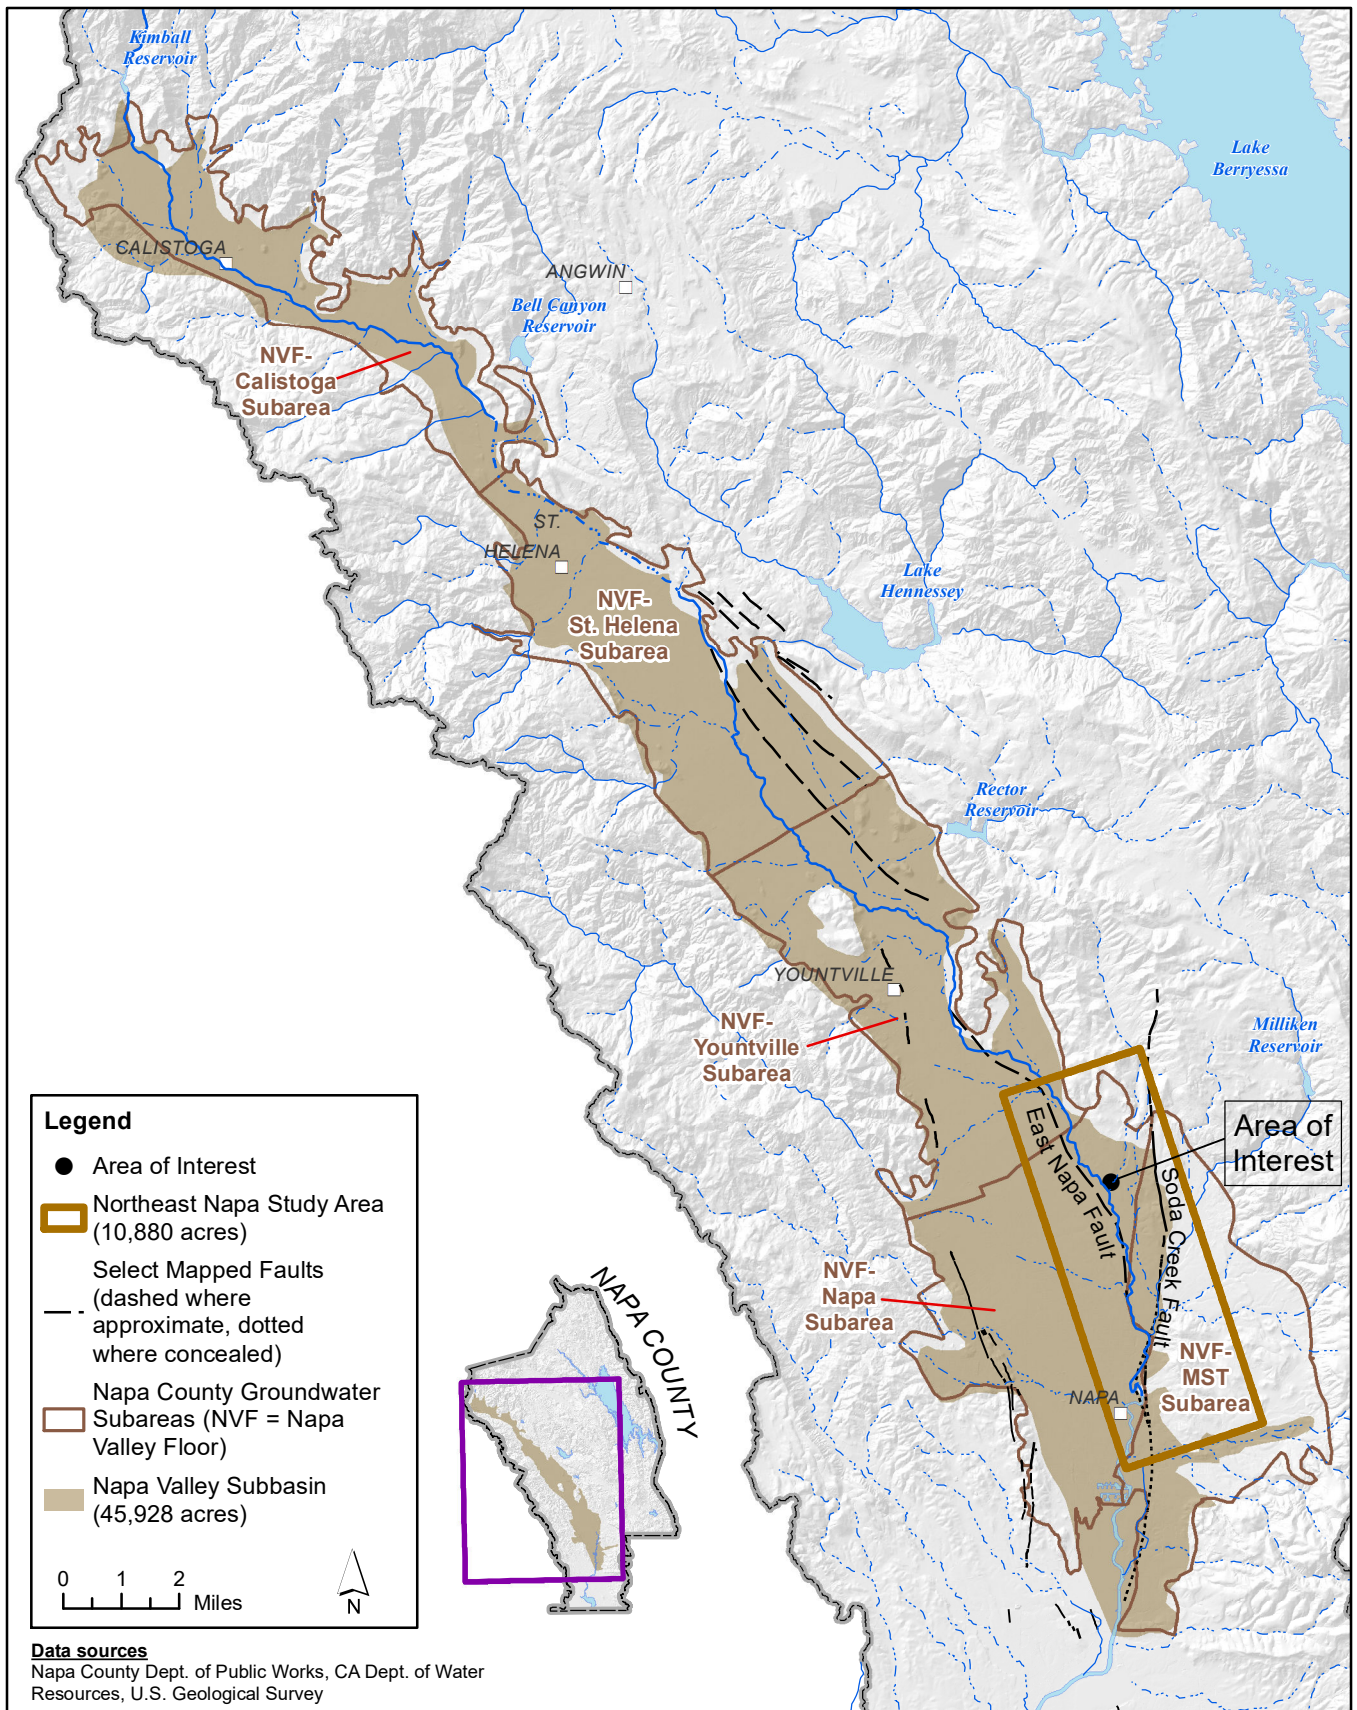 Kimball
Reservoir
Lake
Berryessa
CALISTOGA
ANGWIN
Bell Canyon
Reservoir
NVF-
Calistoga
Subarea
ST.
HELENA
Lake
Hennessey
NVF-
St. Helena
Subarea
Rector
Reservoir
YOUNTVILLE
NVF-
Yountville
Subarea
Milliken
Reservoir
Area of
Interest
East Napa Fault
Soda Creek Fault
NVF-
Napa
Subarea
NVF-
MST
Subarea
NAPA
NAPA COUNTY
Legend
Area of Interest
Northeast Napa Study Area
(10,880 acres)
Select Mapped Faults
(dashed where
approximate, dotted
where concealed)
Napa County Groundwater
Subareas (NVF = Napa
Valley Floor)
Napa Valley Subbasin
(45,928 acres)
0 1 2
Miles
N
Data sources
Napa County Dept. of Public Works, CA Dept. of Water
Resources, U.S. Geological Survey